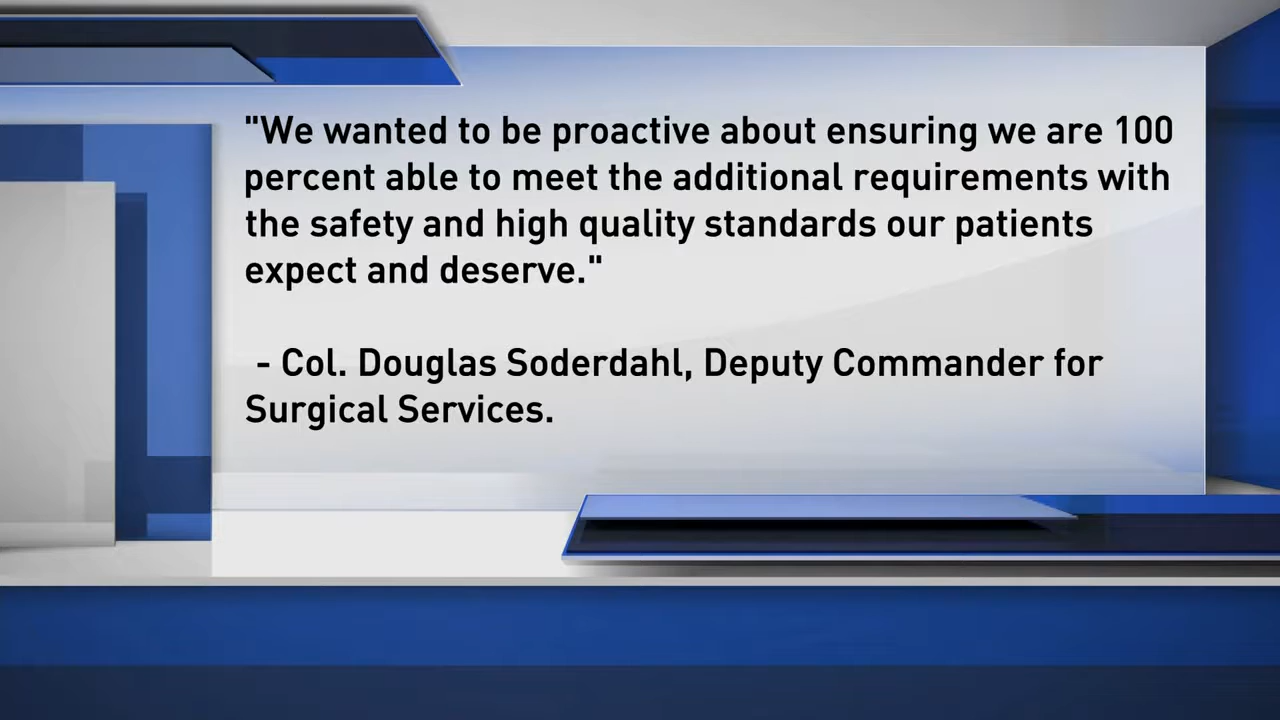 "We wanted to be proactive about ensuring we are 100
percent able to meet the additional requirements with
the safety and high quality standards our patients
expect and deserve."
- Col. Douglas Soderdahl, Deputy Commander for
Surgical Services.